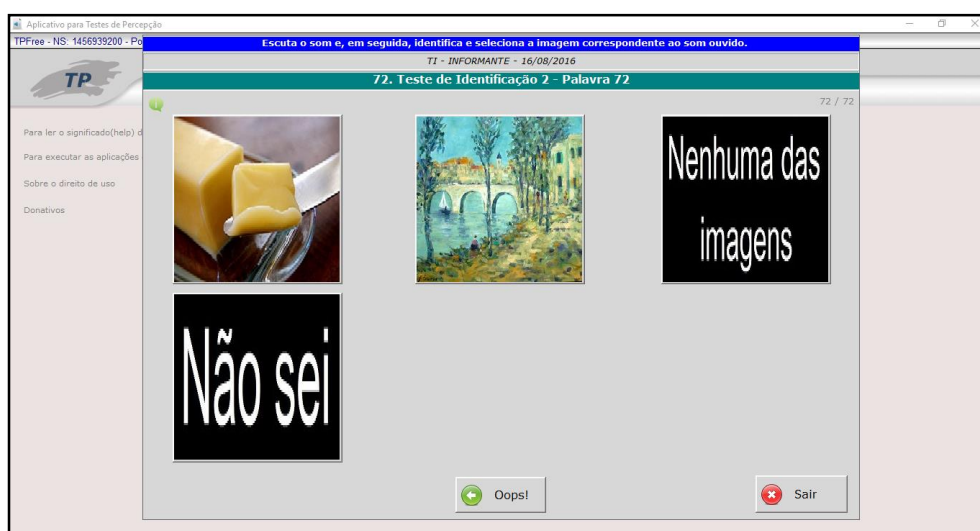 Aplicativo para Testes de Percepção
TPFree - NS: 1456939200 - Po
Escuta o som e, em seguida, identifica e seleciona a imagem correspondente ao som ouvido.
TI - INFORMANTE - 16/08/2016
TP
72. Teste de Identificação 2 - Palavra 72
72 / 72
Para ler o significado(help) d
Para executar as aplicações
Sobre o direito de uso
Donativos
Nenhuma das
imagens
Não sei
Oops!
Sair